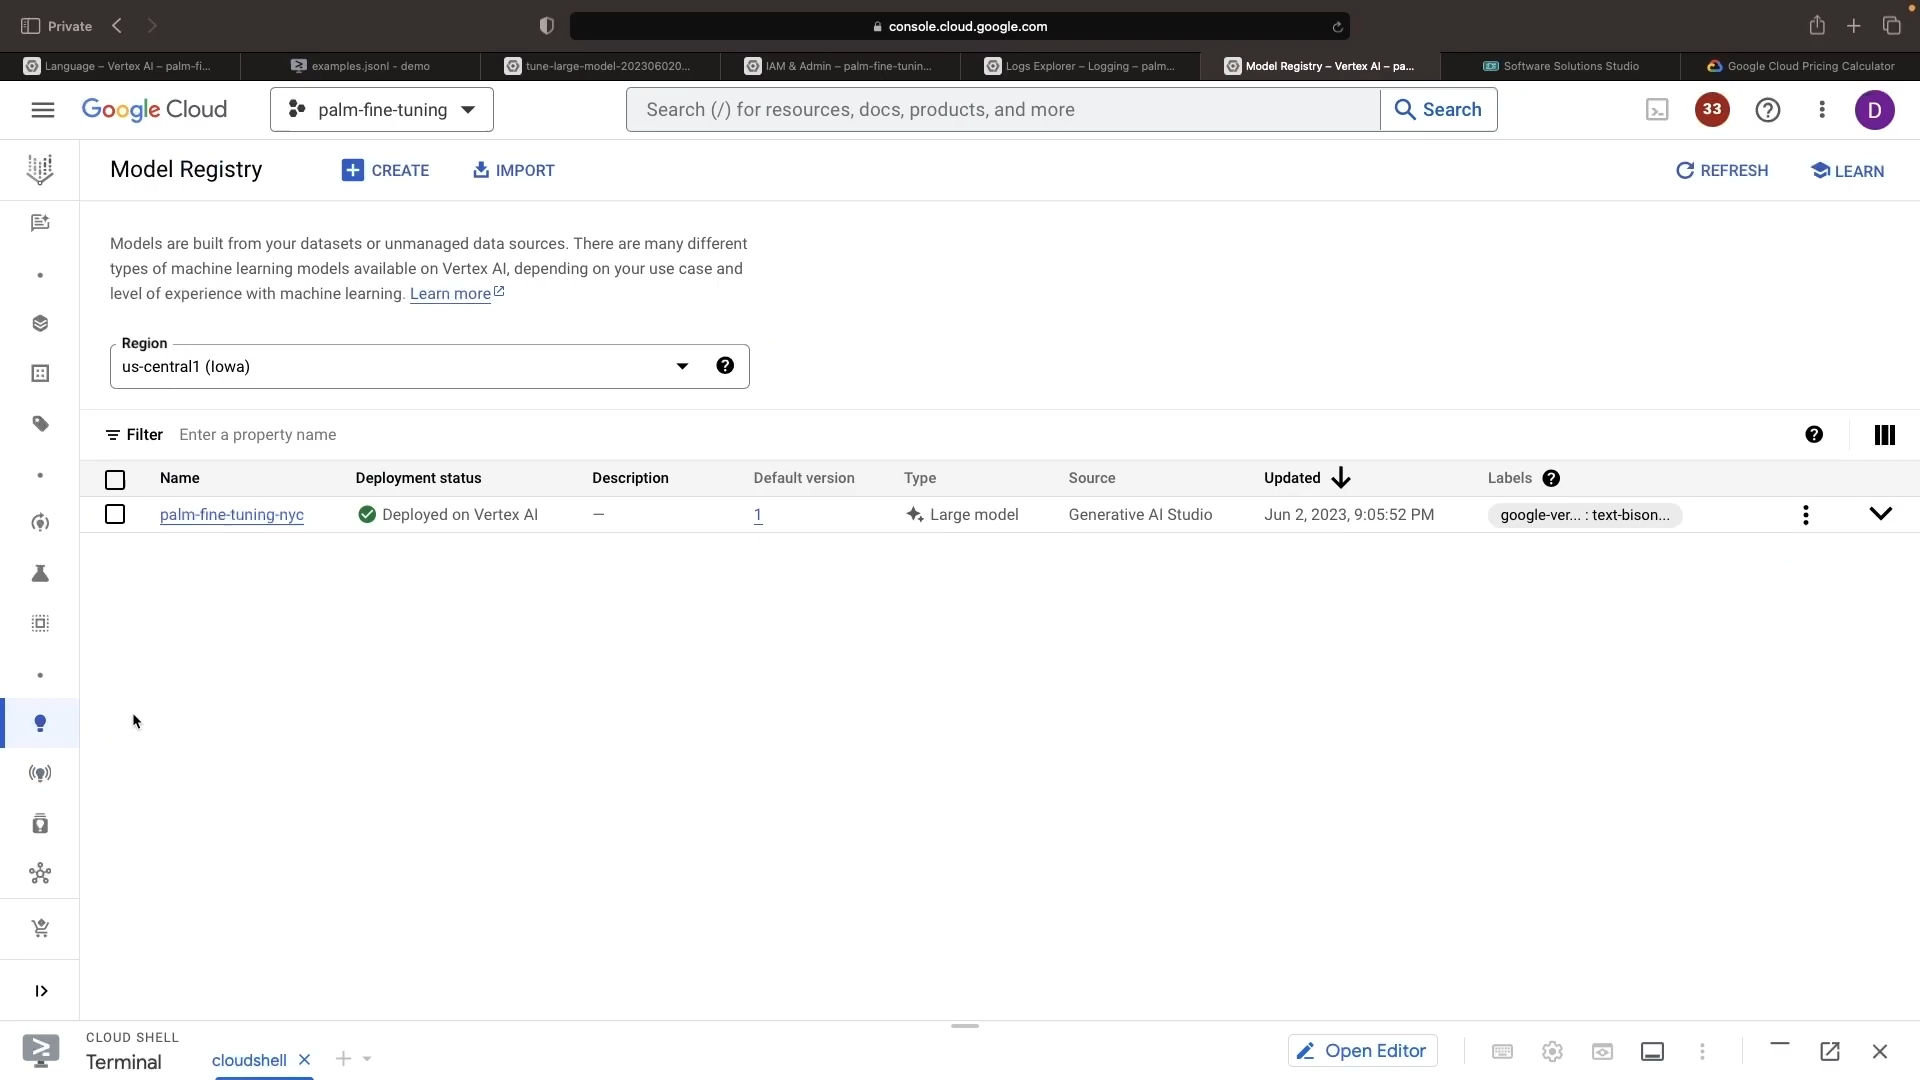 Private
console.cloud.google.com
Language – Vertex AI – palm-fi...
examples.jsonl - demo
tune-large-model-202306020...
IAM & Admin – palm-fine-tunin...
Logs Explorer – Logging – palm...
Model Registry – Vertex AI – pa...
Software Solutions Studio
Google Cloud Pricing Calculator
Google Cloud
palm-fine-tuning
Search (/) for resources, docs, products, and more
Search
33
D
Model Registry
CREATE
IMPORT
REFRESH
LEARN
Models are built from your datasets or unmanaged data sources. There are many different
types of machine learning models available on Vertex AI, depending on your use case and
level of experience with machine learning. Learn more
Region
us-central1 (Iowa)
Filter Enter a property name
Name Deployment status Description Default version Type Source Updated Labels
palm-fine-tuning-nyc Deployed on Vertex AI — 1 Large model Generative AI Studio Jun 2, 2023, 9:05:52 PM google-ver... : text-bison...
CLOUD SHELL
Terminal
cloudshell
Open Editor